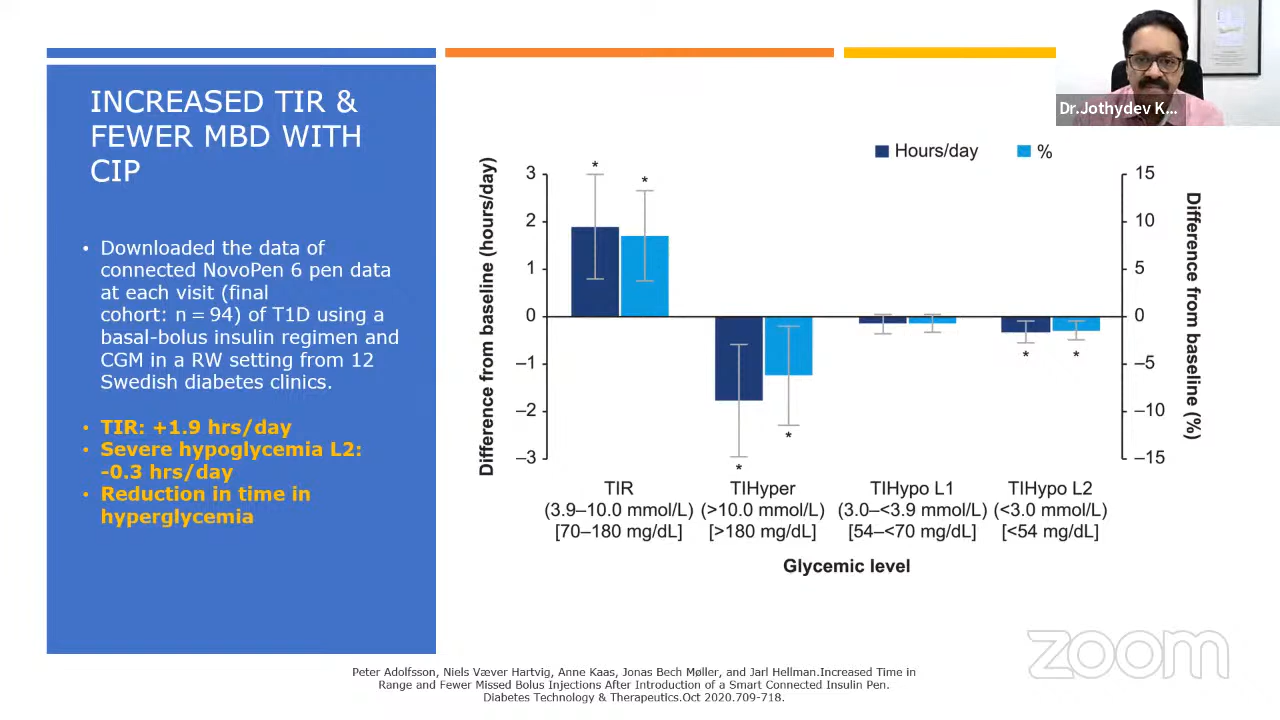 INCREASED TIR &
FEWER MBD WITH
CIP
• Downloaded the data of
connected NovoPen 6 pen data
at each visit (final
cohort: n = 94) of T1D using a
basal-bolus insulin regimen and
CGM in a RW setting from 12
Swedish diabetes clinics.
• TIR: +1.9 hrs/day
• Severe hypoglycemia L2:
-0.3 hrs/day
• Reduction in time in
hyperglycemia
Dr.Jothydev K...
Hours/day
%
Difference from baseline (hours/day)
3
2
1
0
–1
–2
–3
*
*
*
*
*
*
15
10
5
0
–5
–10
–15
Difference from baseline (%)
TIR
(3.9–10.0 mmol/L)
[70–180 mg/dL]
TIHyper
(>10.0 mmol/L)
[>180 mg/dL]
TIHypo L1
(3.0–<3.9 mmol/L)
[54–<70 mg/dL]
TIHypo L2
(<3.0 mmol/L)
[<54 mg/dL]
Glycemic level
zoom
Peter Adolfsson, Niels Væver Hartvig, Anne Kaas, Jonas Bech Møller, and Jarl Hellman.Increased Time in
Range and Fewer Missed Bolus Injections After Introduction of a Smart Connected Insulin Pen.
Diabetes Technology & Therapeutics.Oct 2020.709-718.